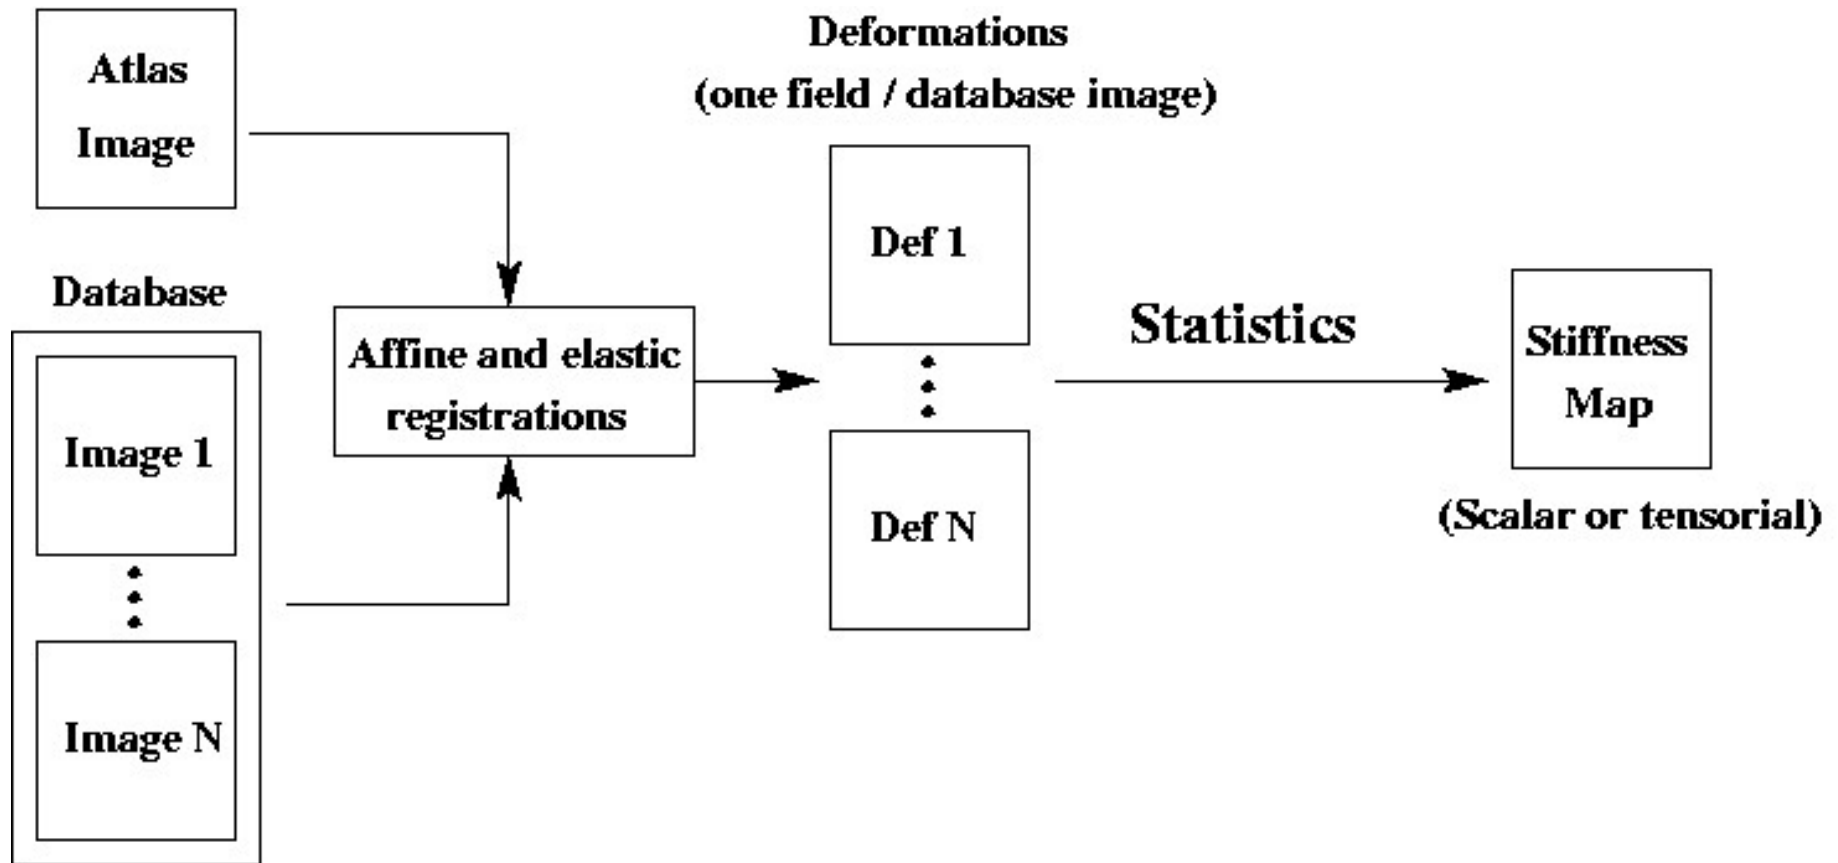 Atlas
Image
Database
Image 1
Image N
Affine and elastic
registrations
Deformations
(one field / database image)
Def 1
Def N
Statistics
Stiffness
Map
(Scalar or tensorial)